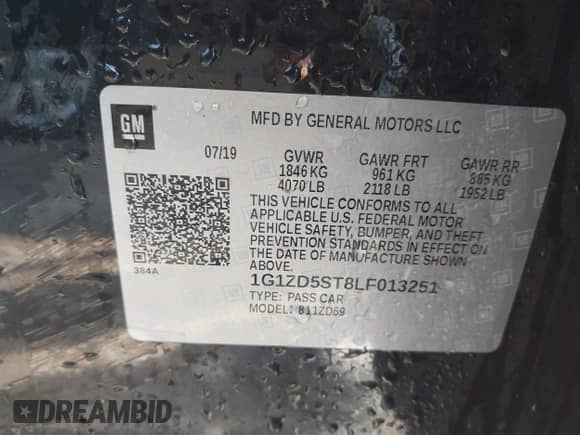 GM
MFD BY GENERAL MOTORS LLC
07/19 GVWR GAWR FRT GAWR RR
1846 KG 961 KG 885 KG
4070 LB 2118 LB 1952 LB
THIS VEHICLE CONFORMS TO ALL
APPLICABLE U.S. FEDERAL MOTOR
VEHICLE SAFETY, BUMPER, AND THEFT
PREVENTION STANDARDS IN EFFECT ON
THE DATE OF MANUFACTURE SHOWN
ABOVE.
384A
1G1ZD5ST8LF013251
TYPE: PASS CAR
MODEL: 811ZD69
DREAMBID